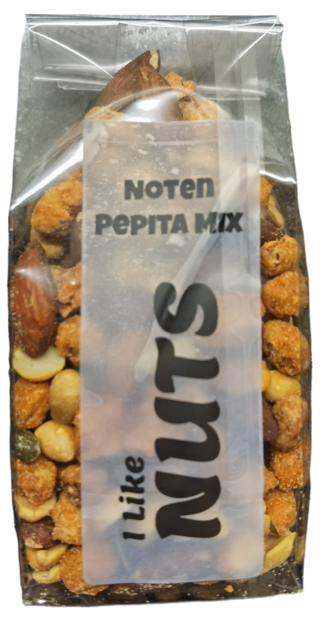 Noten
Pepita Mix
I Like
NUTS